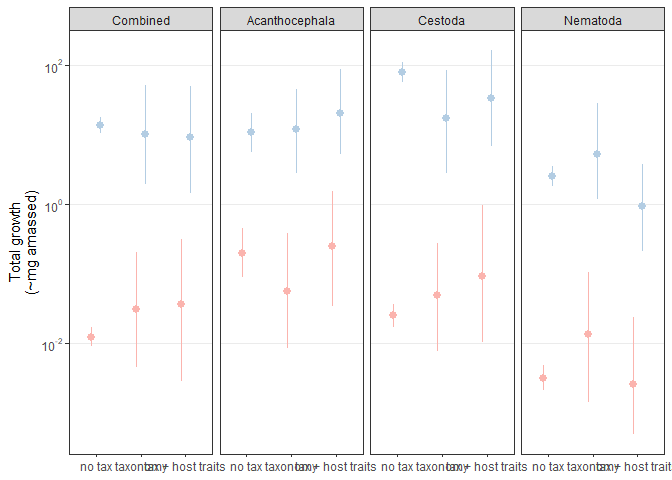 Combined Acanthocephala Cestoda Nematoda
Total growth
(~mg amassed)
10²
10⁰
10⁻²
no tax taxonomy tax + host traits no tax taxonomy tax + host traits no tax taxonomy tax + host traits no tax taxonomy tax + host traits